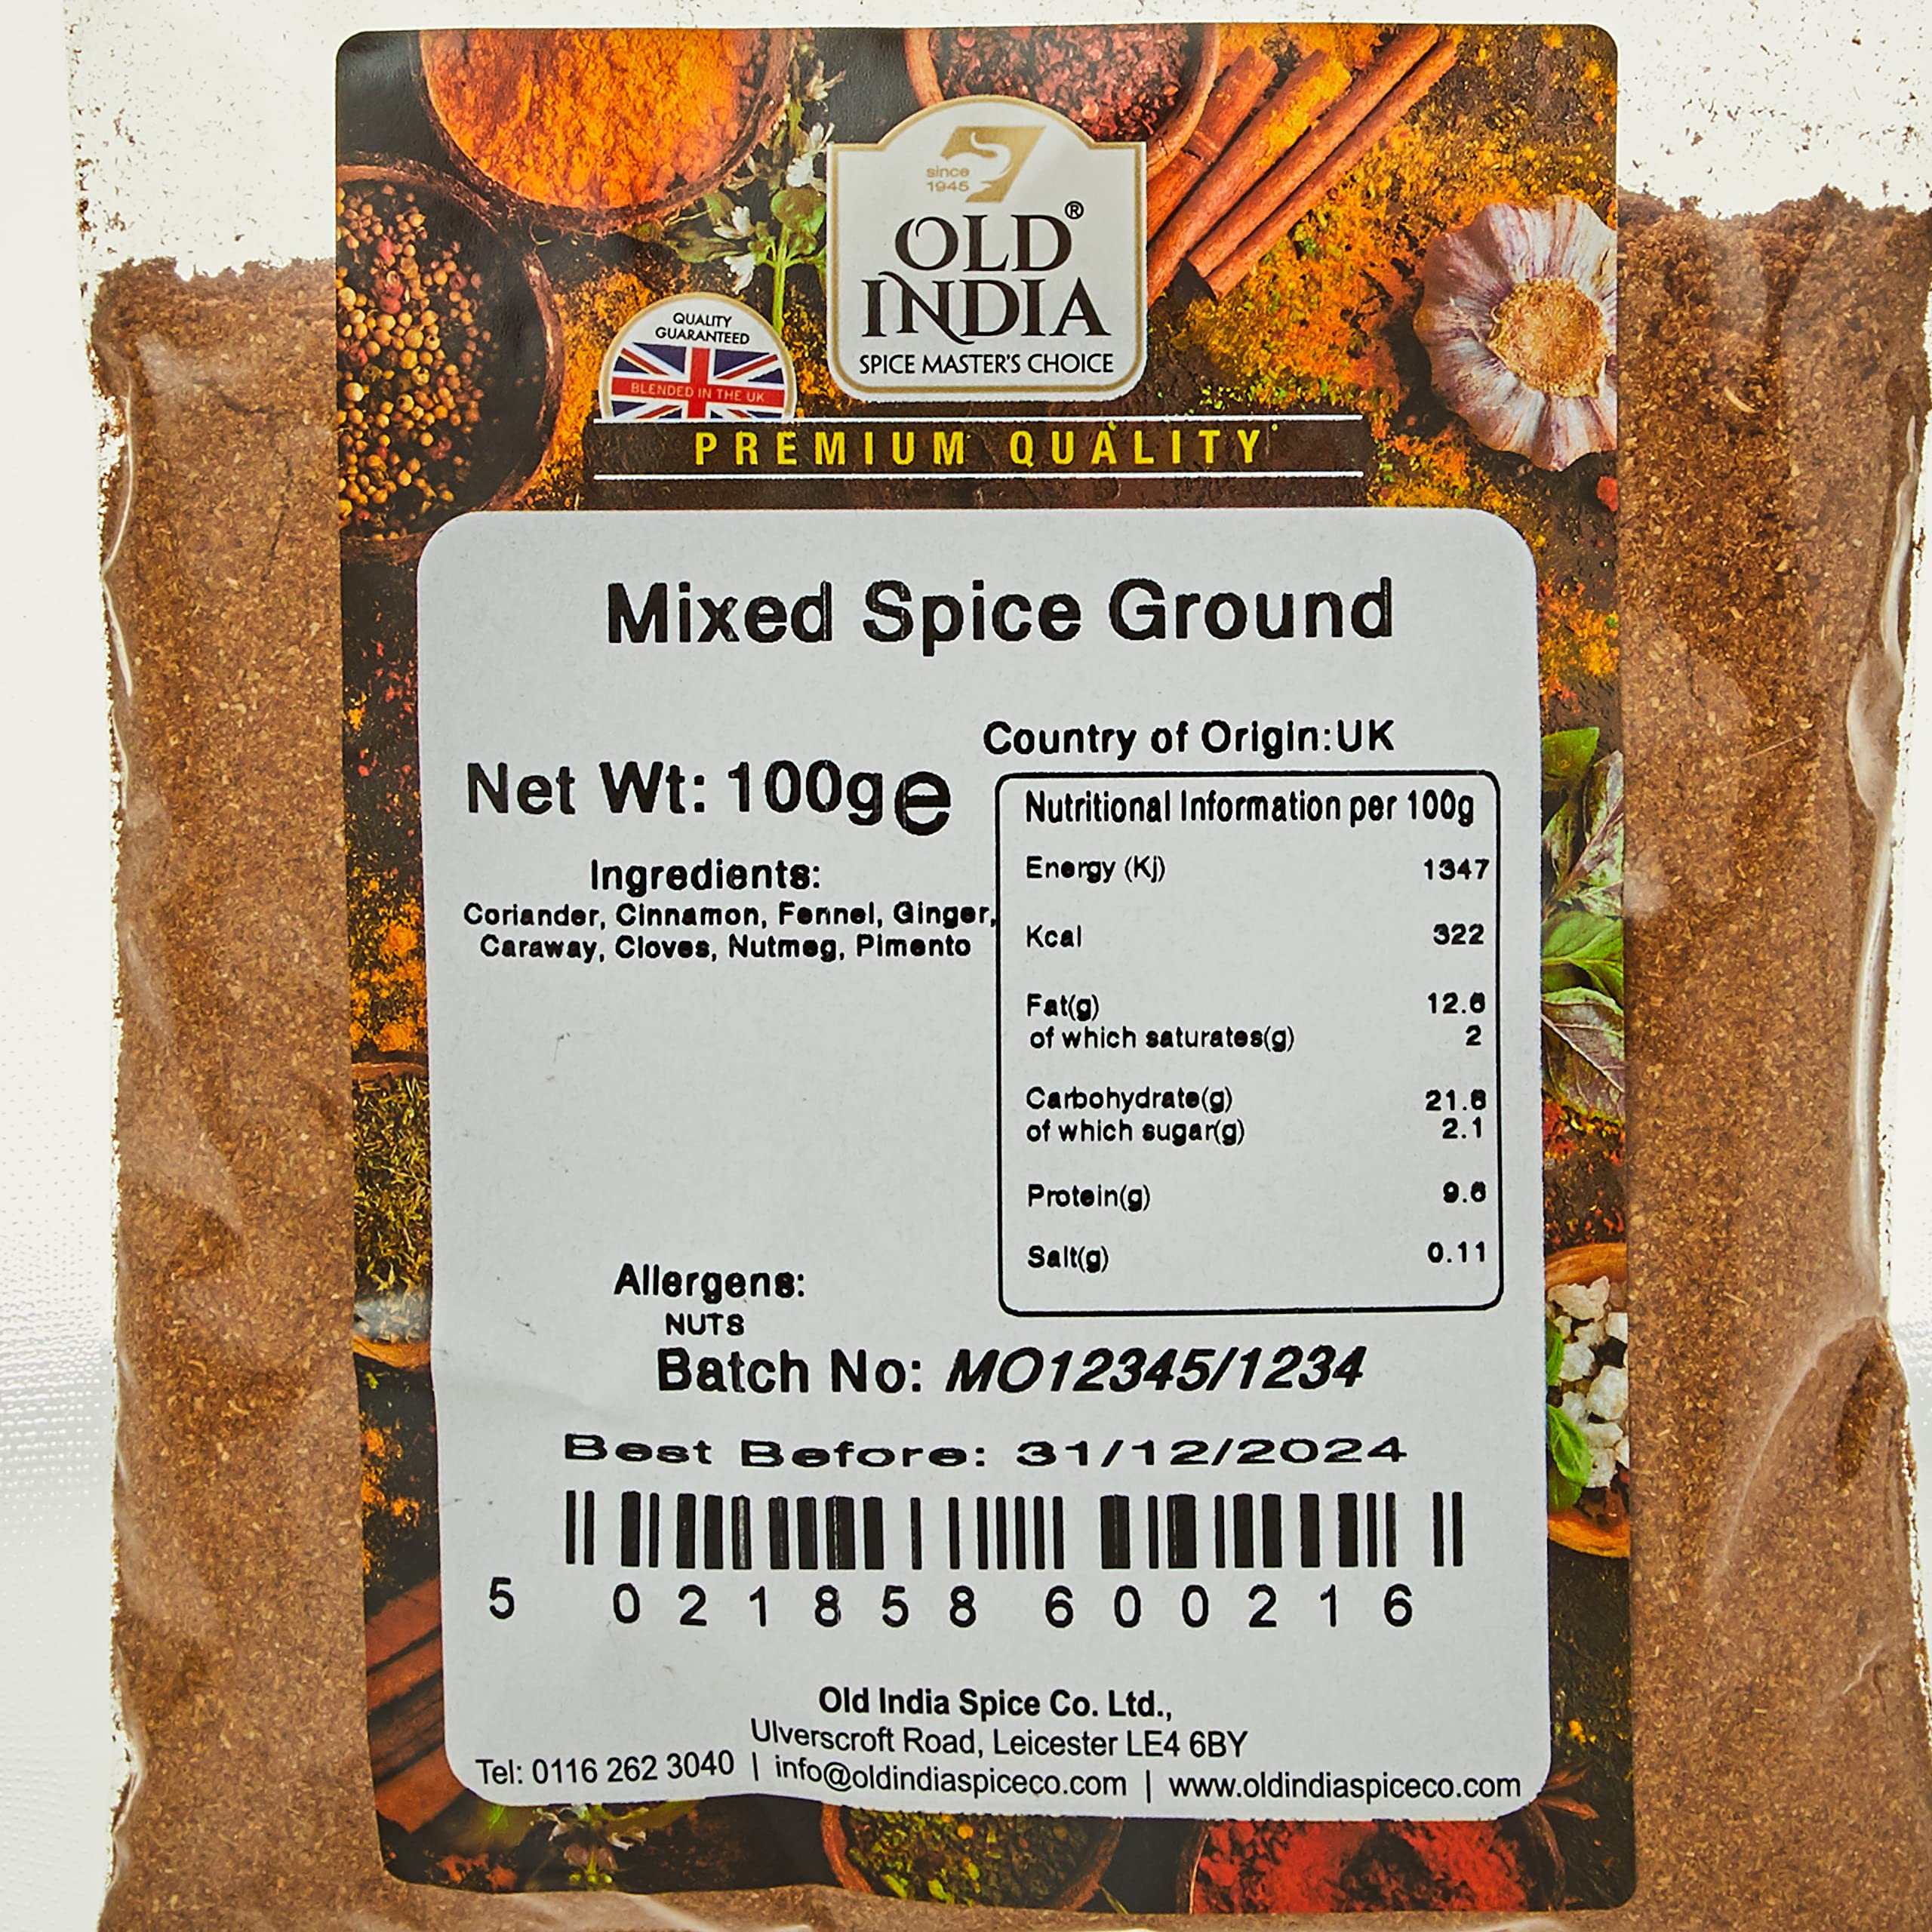 since
1945
OLD®
INDIA
SPICE MASTER'S CHOICE
QUALITY
GUARANTEED
BLENDED IN THE UK
PREMIUM QUALITY
Mixed Spice Ground
Country of Origin:UK
Net Wt: 100g e
Ingredients:
Coriander, Cinnamon, Fennel, Ginger,
Caraway, Cloves, Nutmeg, Pimento
Nutritional Information per 100g
Energy (Kj) 1347
Kcal 322
Fat(g) 12.6
of which saturates(g) 2
Carbohydrate(g) 21.6
of which sugar(g) 2.1
Protein(g) 9.6
Salt(g) 0.11
Allergens:
NUTS
Batch No: MO12345/1234
Best Before: 31/12/2024
5 021858 600216
Old India Spice Co. Ltd.,
Ulverscroft Road, Leicester LE4 6BY
Tel: 0116 262 3040 | info@oldindiaspiceco.com | www.oldindiaspiceco.com